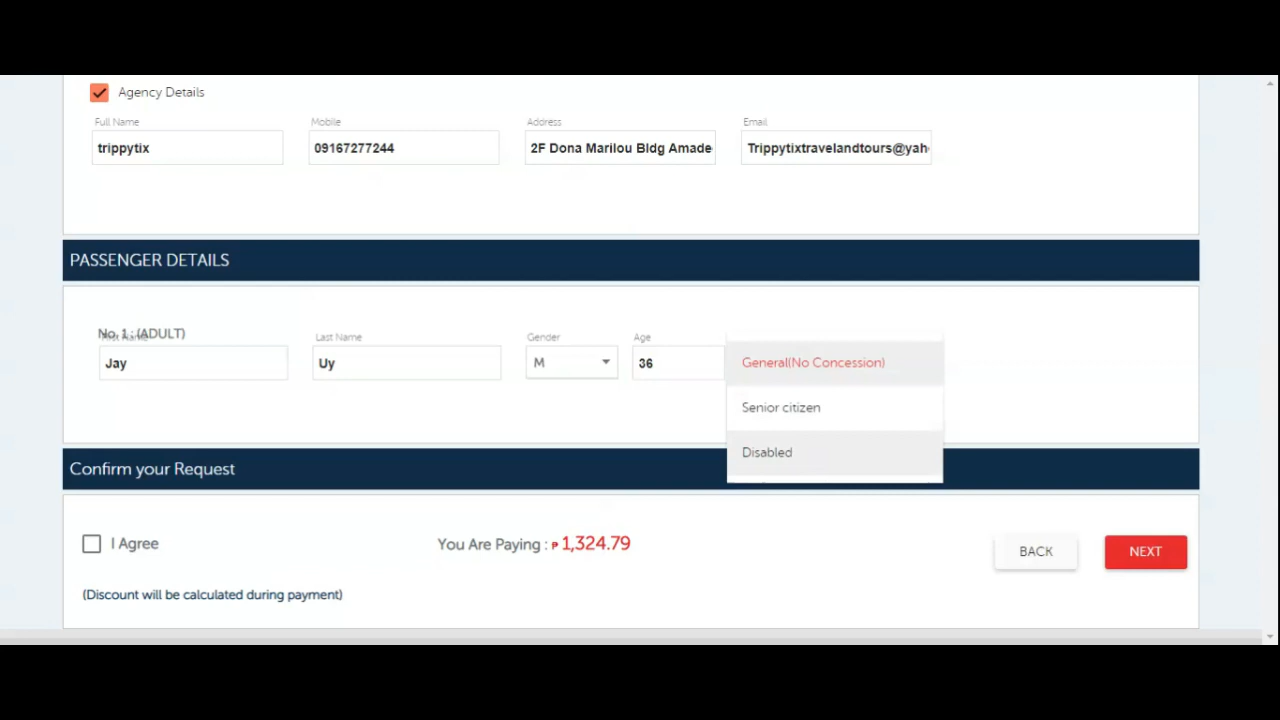 Agency Details
Full Name Mobile Address Email
trippytix 09167277244 2F Dona Marilou Bldg Amade Trippytixtravelandtours@yah
PASSENGER DETAILS
No. 1 : (ADULT)
First Name Last Name Gender Age
Jay Uy M 36 General(No Concession)
Senior citizen
Disabled
Confirm your Request
I Agree You Are Paying : ₱ 1,324.79 BACK NEXT
(Discount will be calculated during payment)